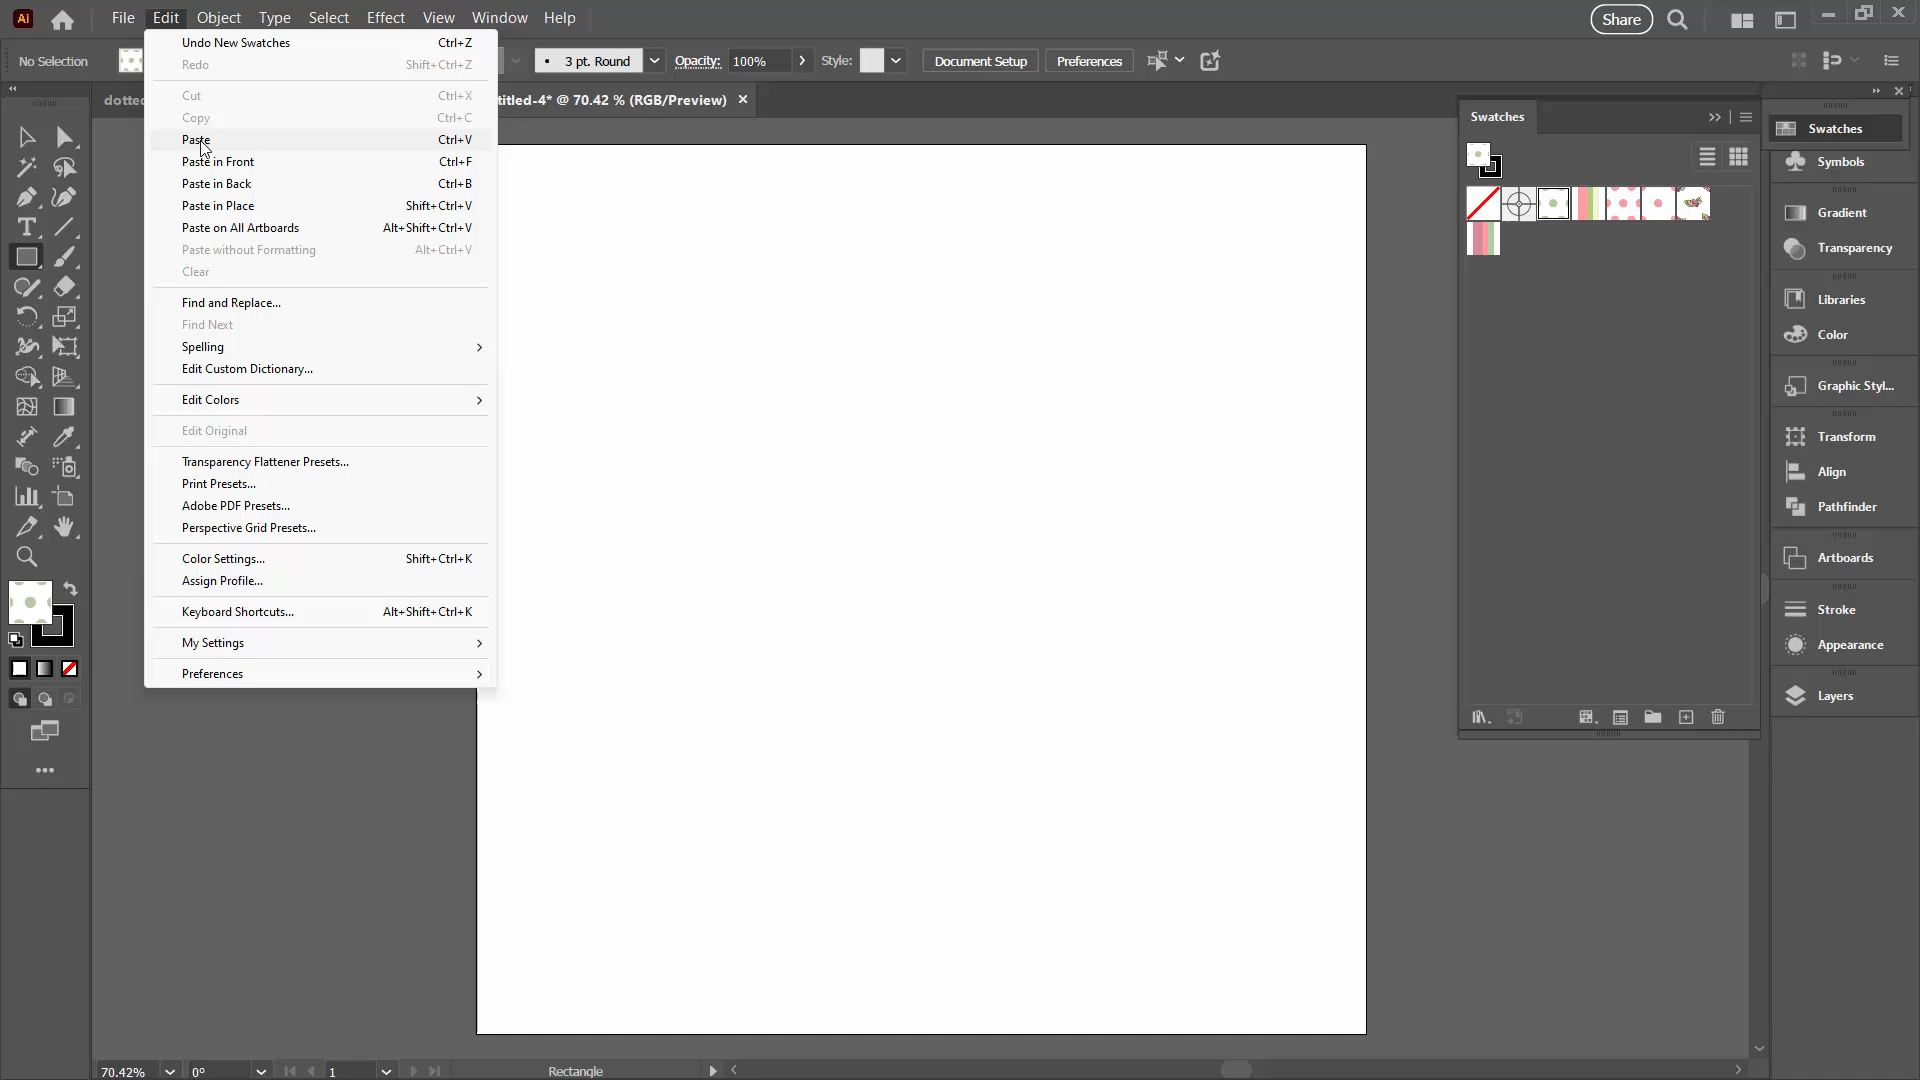 Ai File Edit Object Type Select Effect View Window Help Share
No Selection 3 pt. Round Opacity: 100% Style: Document Setup Preferences
dotted titled-4* @ 70.42 % (RGB/Preview)
Undo New Swatches Ctrl+Z
Redo Shift+Ctrl+Z
Cut Ctrl+X
Copy Ctrl+C
Paste Ctrl+V
Paste in Front Ctrl+F
Paste in Back Ctrl+B
Paste in Place Shift+Ctrl+V
Paste on All Artboards Alt+Shift+Ctrl+V
Paste without Formatting Alt+Ctrl+V
Clear
Find and Replace...
Find Next
Spelling
Edit Custom Dictionary...
Edit Colors
Edit Original
Transparency Flattener Presets...
Print Presets...
Adobe PDF Presets...
Perspective Grid Presets...
Color Settings... Shift+Ctrl+K
Assign Profile...
Keyboard Shortcuts... Alt+Shift+Ctrl+K
My Settings
Preferences
Swatches
Swatches
Symbols
Gradient
Transparency
Libraries
Color
Graphic Styl...
Transform
Align
Pathfinder
Artboards
Stroke
Appearance
Layers
70.42% 0° 1 Rectangle